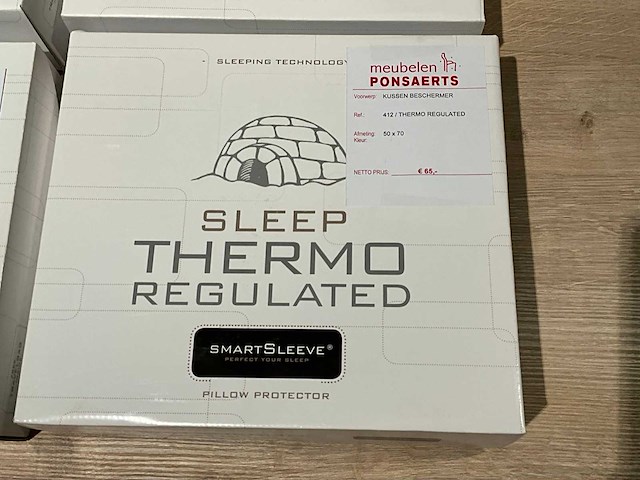 SLEEPING TECHNOLOGY
meubelen
PONSAERTS
Voorwerp: KUSSEN BESCHERMER
Ref.: 412 / THERMO REGULATED
Afmeting: 50 x 70
Kleur:
NETTO PRIJS: € 65,-
SLEEP
THERMO
REGULATED
SMARTSLEEVE®
PERFECT YOUR SLEEP
PILLOW PROTECTOR